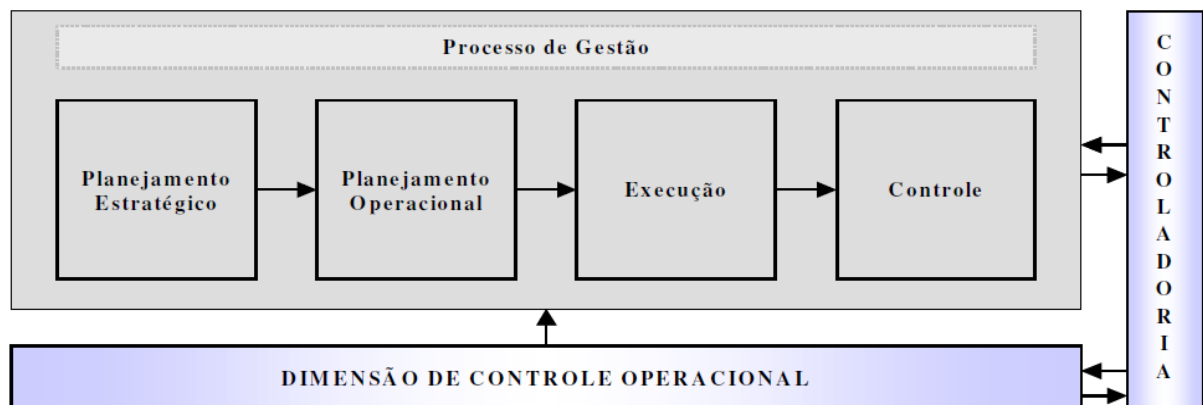 Processo de Gestão
Planejamento
Estratégico
Planejamento
Operacional
Execução
Controle
DIMENSÃO DE CONTROLE OPERACIONAL
C
O
N
T
R
O
L
A
D
O
R
I
A